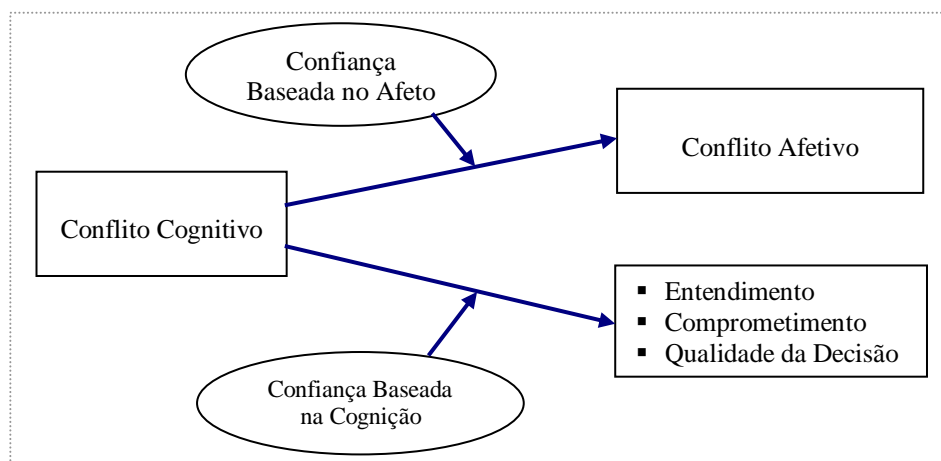 Confiança
Baseada no Afeto
Conflito Afetivo
Conflito Cognitivo
▪ Entendimento
▪ Comprometimento
▪ Qualidade da Decisão
Confiança Baseada
na Cognição